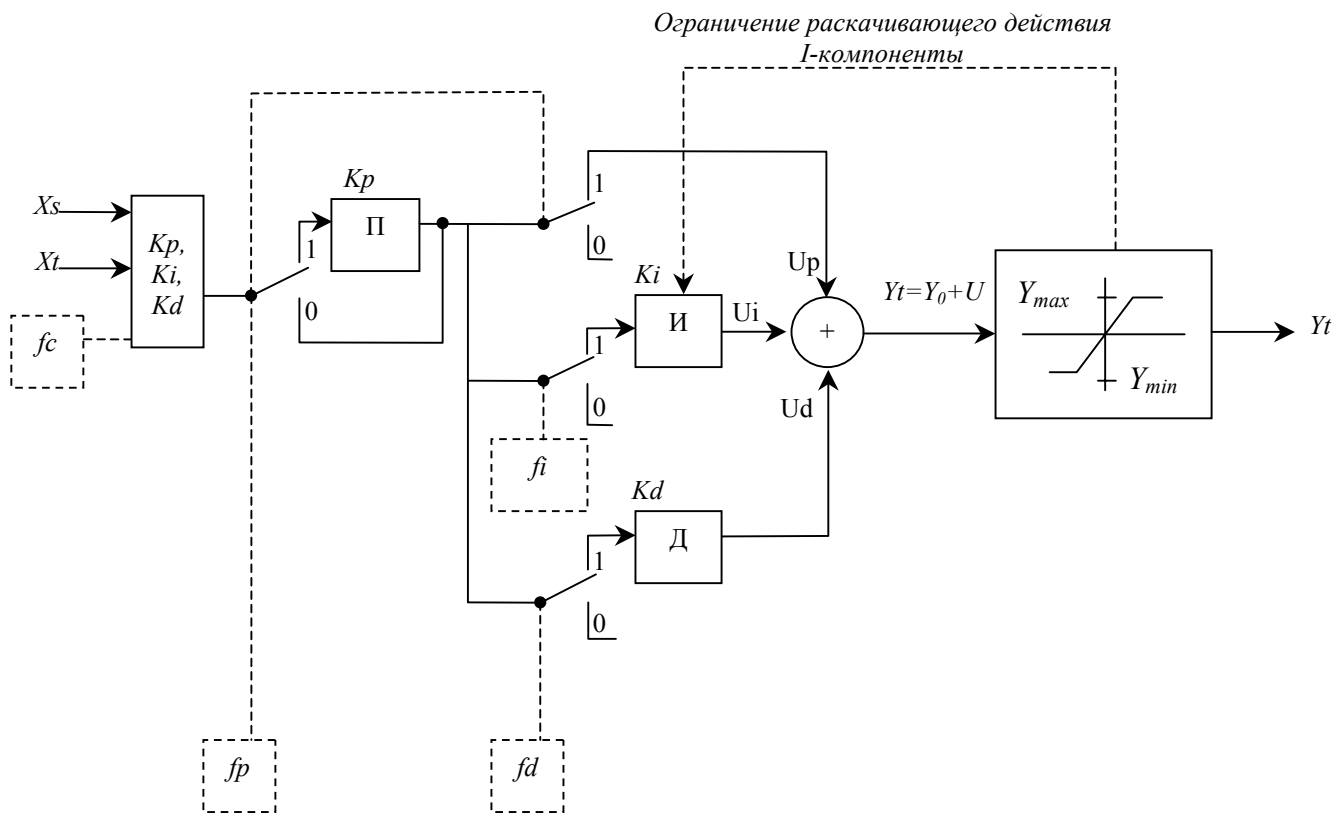 Ограничение раскачивающего действия
I-компоненты
Xs
Xt
Kp,
Ki,
Kd
fc
1
0
Kp
П
1
0
Ki
И
Ui
Up
Ud
1
0
fi
Kd
Д
1
0
+
Yt=Y₀+U
Ymax
Ymin
Yt
fp
fd